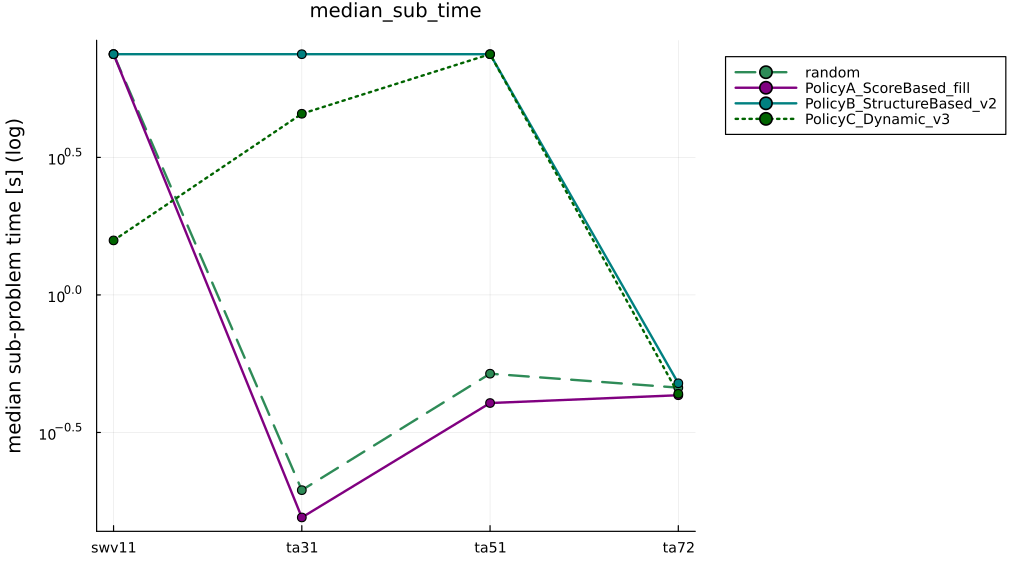 median_sub_time
median sub-problem time [s] (log)
10^0.5
10^0.0
10^−0.5
swv11 ta31 ta51 ta72
random
PolicyA_ScoreBased_fill
PolicyB_StructureBased_v2
PolicyC_Dynamic_v3